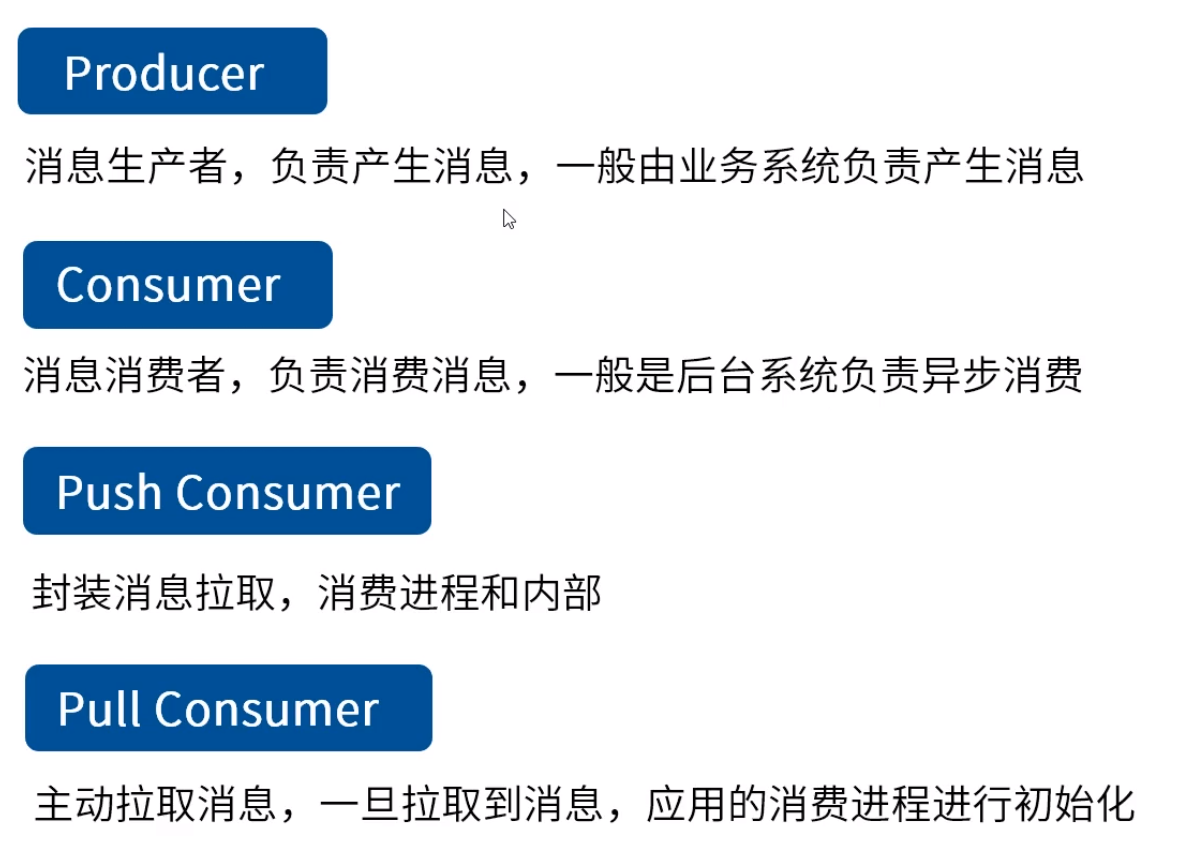 Producer
消息生产者，负责产生消息，一般由业务系统负责产生消息
Consumer
消息消费者，负责消费消息，一般是后台系统负责异步消费
Push Consumer
封装消息拉取，消费进程和内部
Pull Consumer
主动拉取消息，一旦拉取到消息，应用的消费进程进行初始化